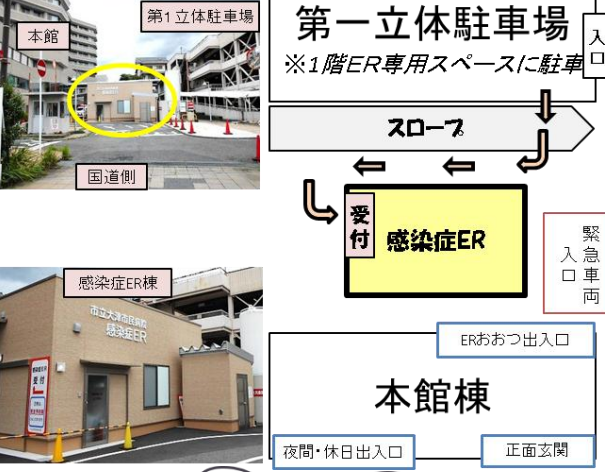 本館
第1立体駐車場
国道側
第一立体駐車場
※1階ER専用スペースに駐車
入口
スロープ
受付
感染症ER
緊急車両
入口
感染症ER棟
市立大津市民病院
感染症ER
受付
ERおおつ出入口
本館棟
夜間・休日出入口
正面玄関